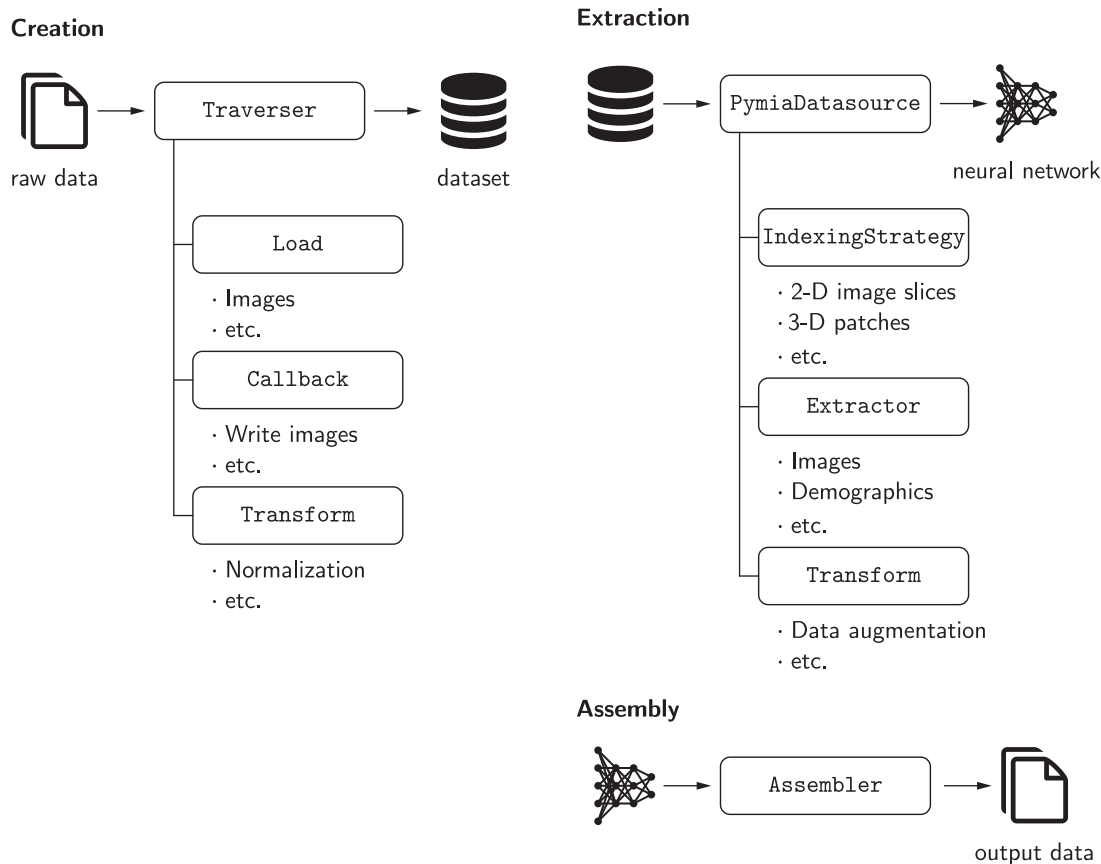 Creation
raw data
Traverser
dataset
Load
· Images
· etc.
Callback
· Write images
· etc.
Transform
· Normalization
· etc.
Extraction
PymiaDatasource
neural network
IndexingStrategy
· 2-D image slices
· 3-D patches
· etc.
Extractor
· Images
· Demographics
· etc.
Transform
· Data augmentation
· etc.
Assembly
Assembler
output data